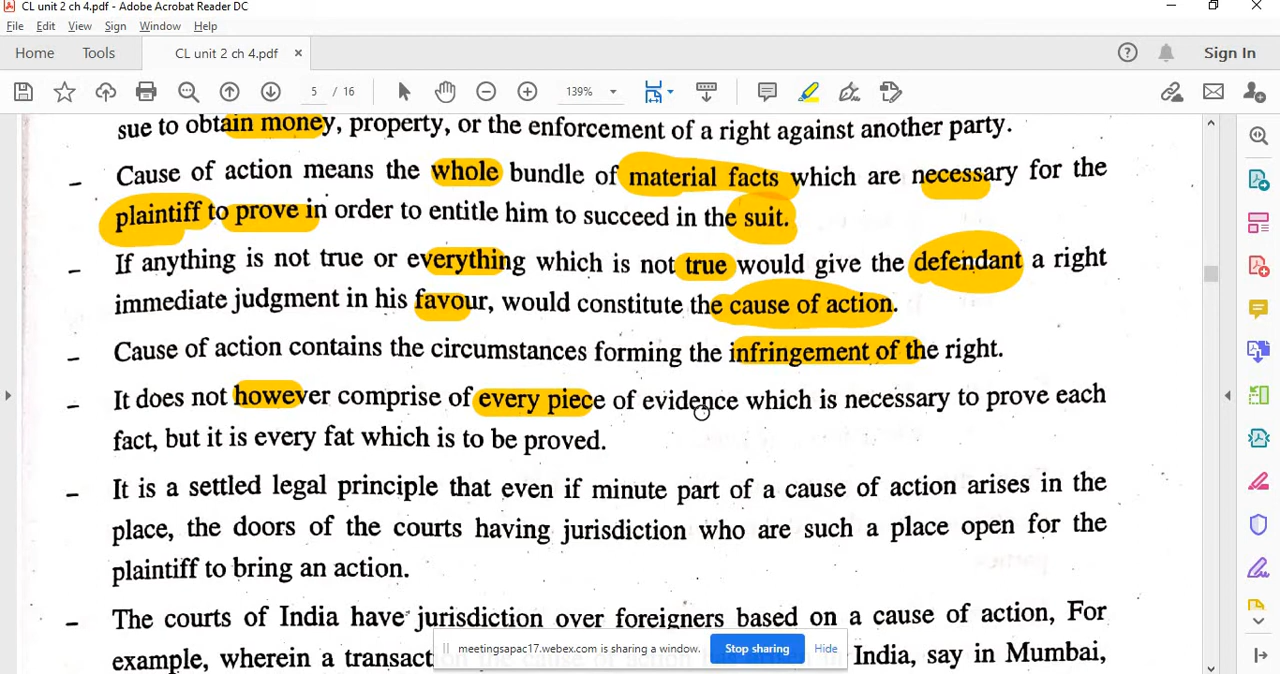 CL unit 2 ch 4.pdf - Adobe Acrobat Reader DC
File Edit View Sign Window Help
Home Tools CL unit 2 ch 4.pdf × Sign In
5 / 16 139%
sue to obtain money, property, or the enforcement of a right against another party.
– Cause of action means the whole bundle of material facts which are necessary for the
plaintiff to prove in order to entitle him to succeed in the suit.
– If anything is not true or everything which is not true would give the defendant a right
immediate judgment in his favour, would constitute the cause of action.
– Cause of action contains the circumstances forming the infringement of the right.
– It does not however comprise of every piece of evidence which is necessary to prove each
fact, but it is every fat which is to be proved.
– It is a settled legal principle that even if minute part of a cause of action arises in the
place, the doors of the courts having jurisdiction who are such a place open for the
plaintiff to bring an action.
– The courts of India have jurisdiction over foreigners based on a cause of action, For
example, wherein a transact India, say in Mumbai,
meetingsapac17.webex.com is sharing a window. Stop sharing Hide